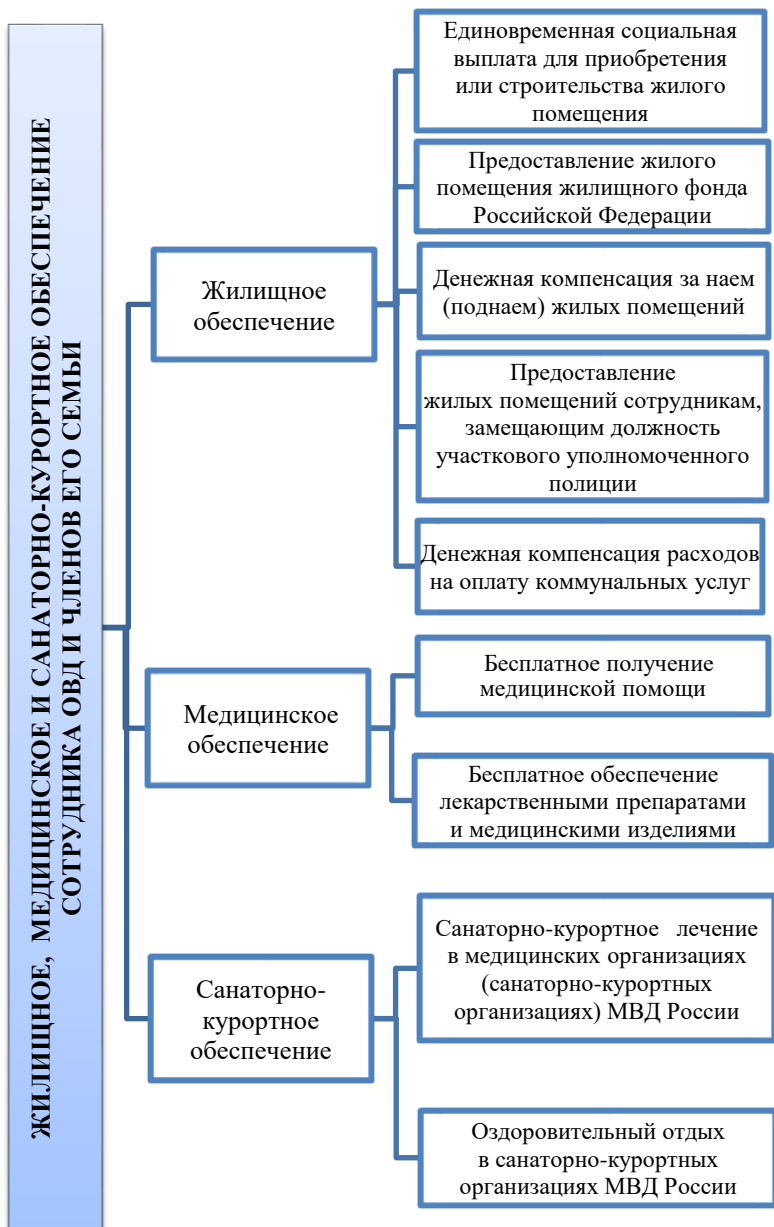 ЖИЛИЩНОЕ, МЕДИЦИНСКОЕ И САНАТОРНО-КУРОРТНОЕ ОБЕСПЕЧЕНИЕ
СОТРУДНИКА ОВД И ЧЛЕНОВ ЕГО СЕМЬИ
Жилищное
обеспечение
Единовременная социальная
выплата для приобретения
или строительства жилого
помещения
Предоставление жилого
помещения жилищного фонда
Российской Федерации
Денежная компенсация за наем
(поднаем) жилых помещений
Предоставление
жилых помещений сотрудникам,
замещающим должность
участкового уполномоченного
полиции
Денежная компенсация расходов
на оплату коммунальных услуг
Медицинское
обеспечение
Бесплатное получение
медицинской помощи
Бесплатное обеспечение
лекарственными препаратами
и медицинскими изделиями
Санаторно-
курортное
обеспечение
Санаторно-курортное лечение
в медицинских организациях
(санаторно-курортных
организациях) МВД России
Оздоровительный отдых
в санаторно-курортных
организациях МВД России